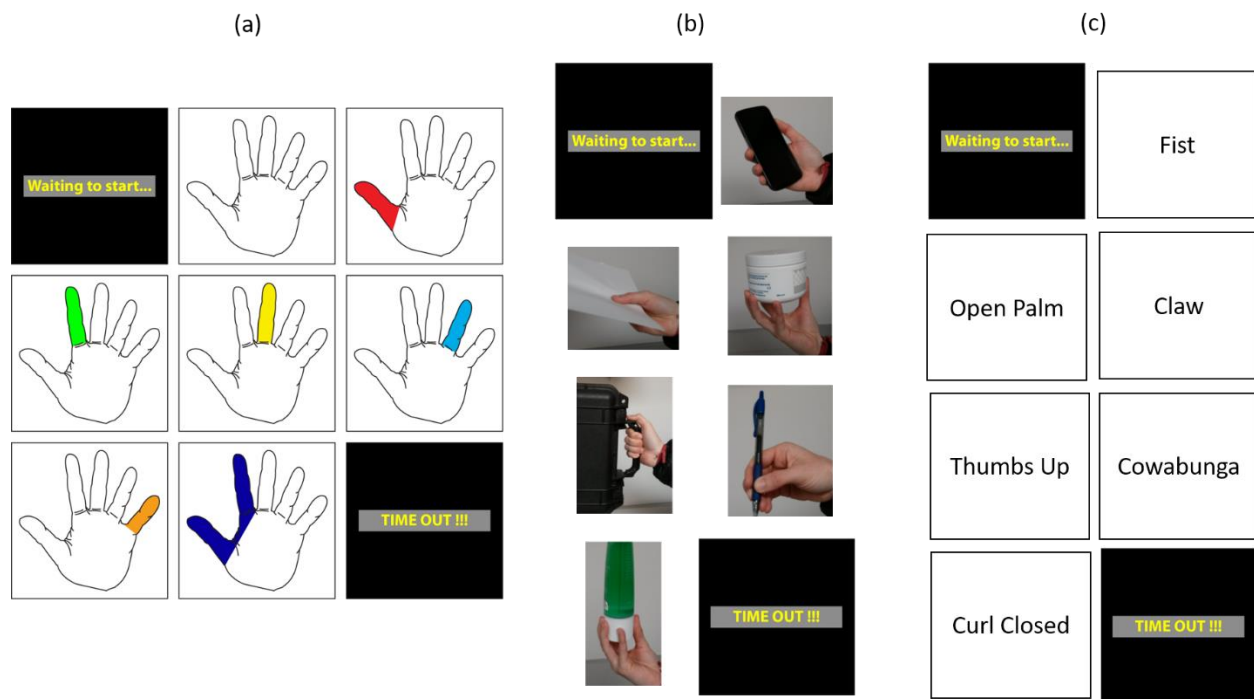 (a)
Waiting to start...
TIME OUT !!!
(b)
Waiting to start...
TIME OUT !!!
(c)
Waiting to start...
Fist
Open Palm
Claw
Thumbs Up
Cowabunga
Curl Closed
TIME OUT !!!